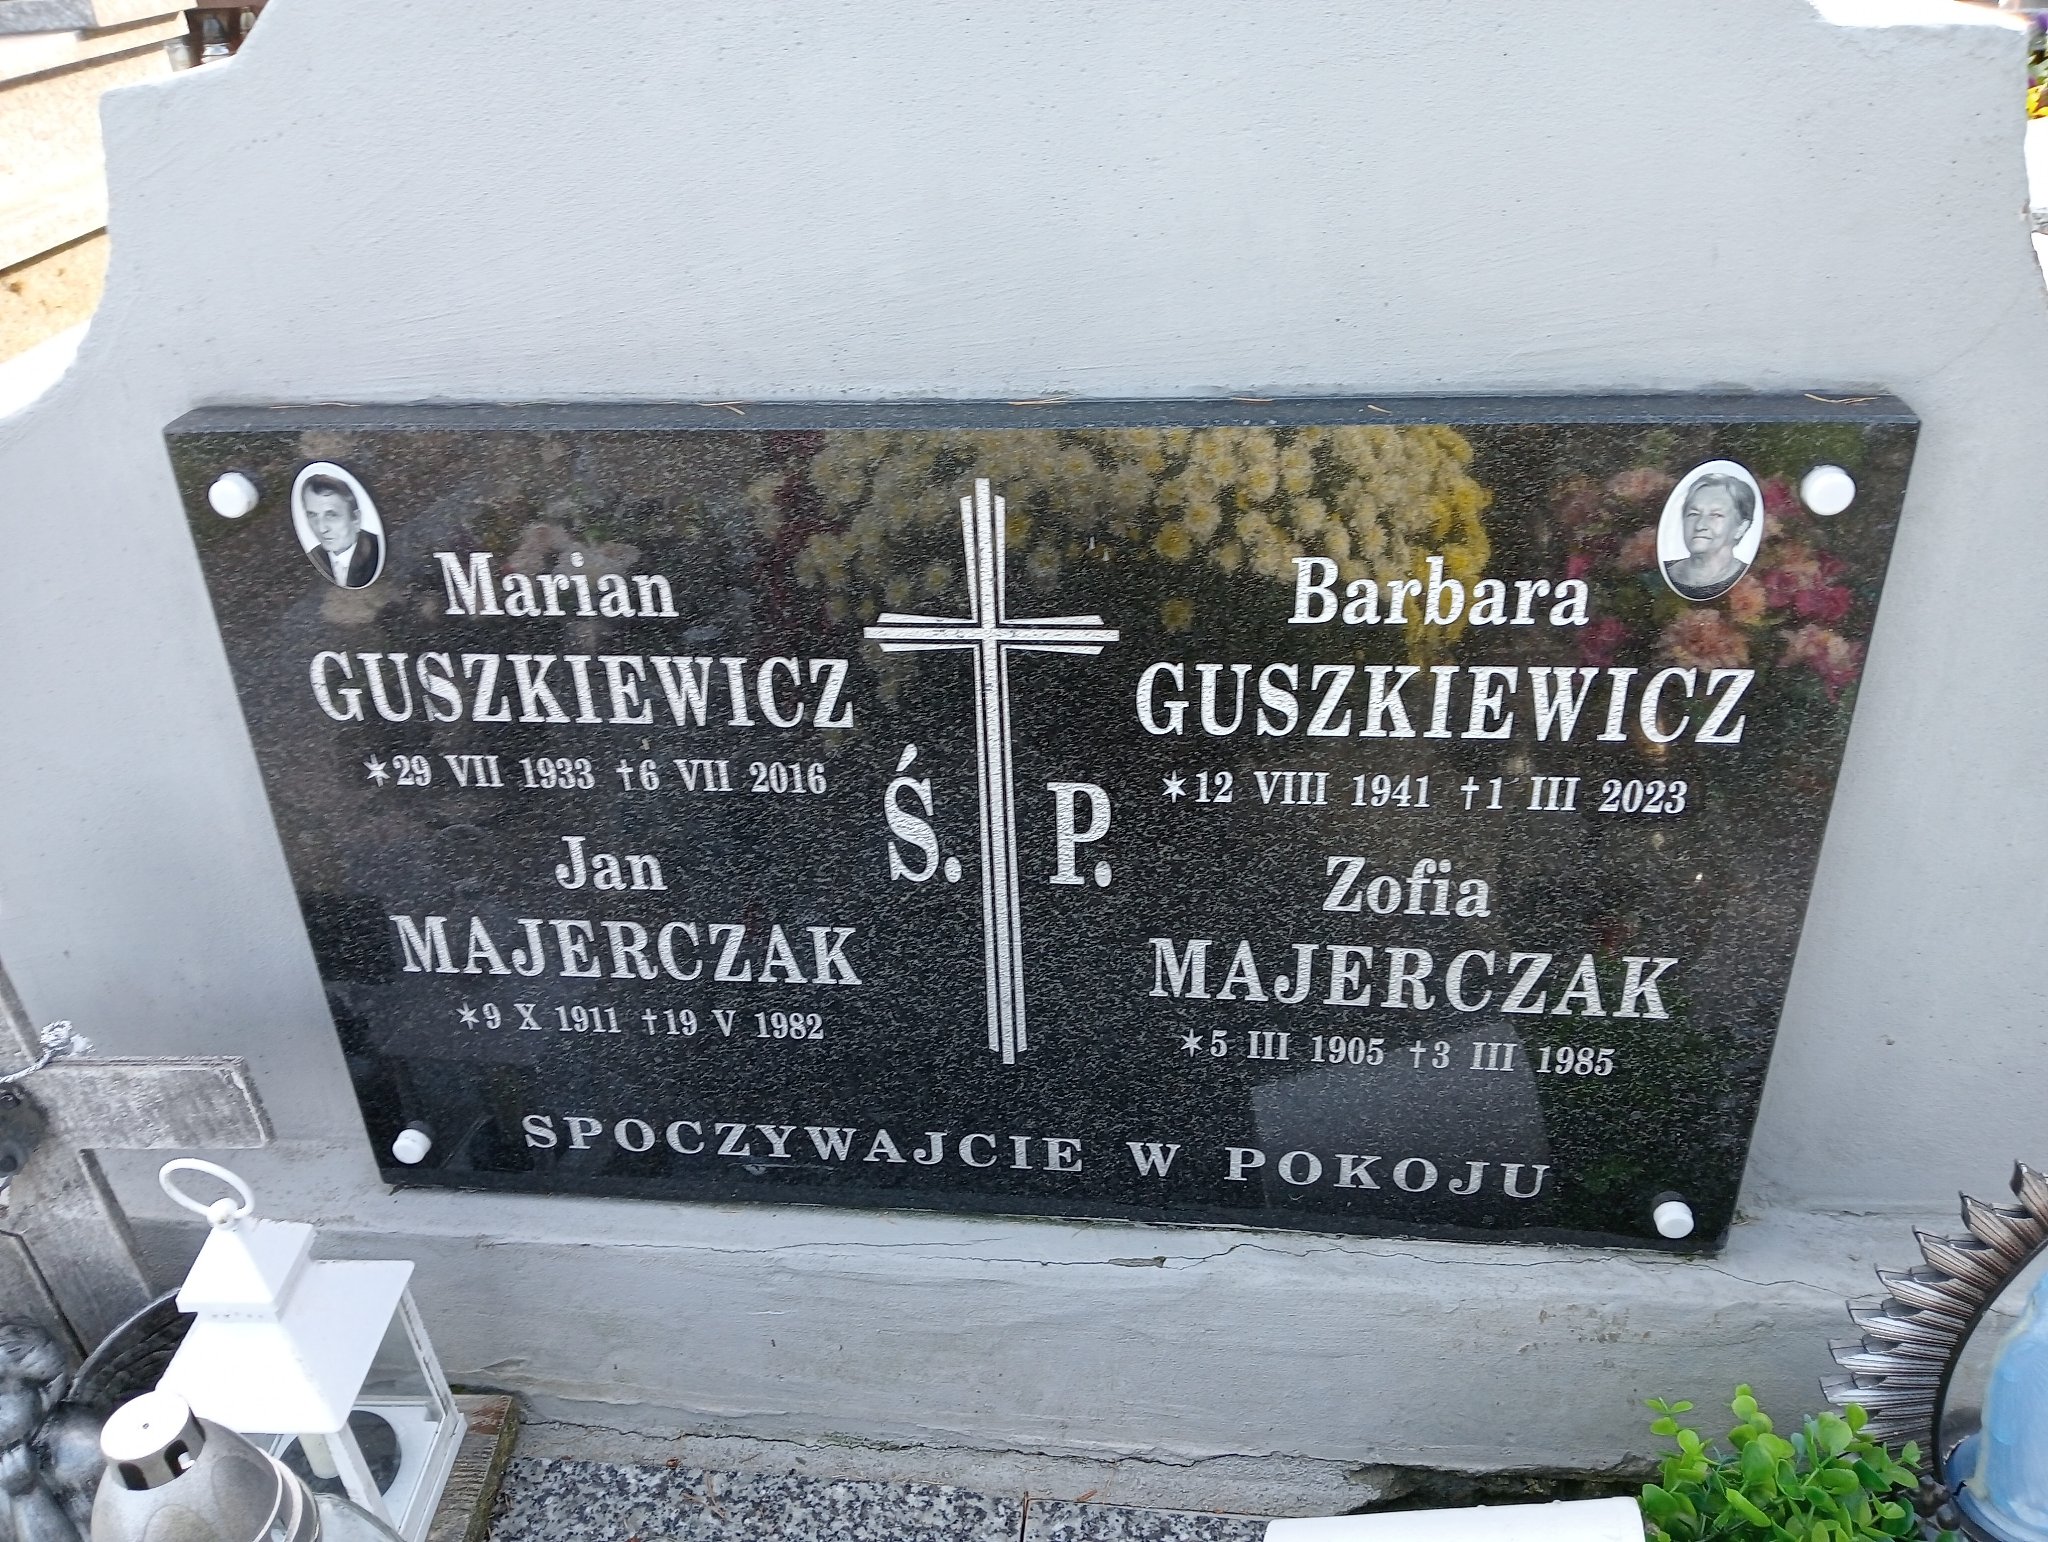 Marian
GUSZKIEWICZ
✶29 VII 1933 †6 VII 2016
Jan
MAJERCZAK
✶9 X 1911 †19 V 1982
Ś. P.
Barbara
GUSZKIEWICZ
✶12 VIII 1941 †1 III 2023
Zofia
MAJERCZAK
✶5 III 1905 †3 III 1985
SPOCZYWAJCIE W POKOJU